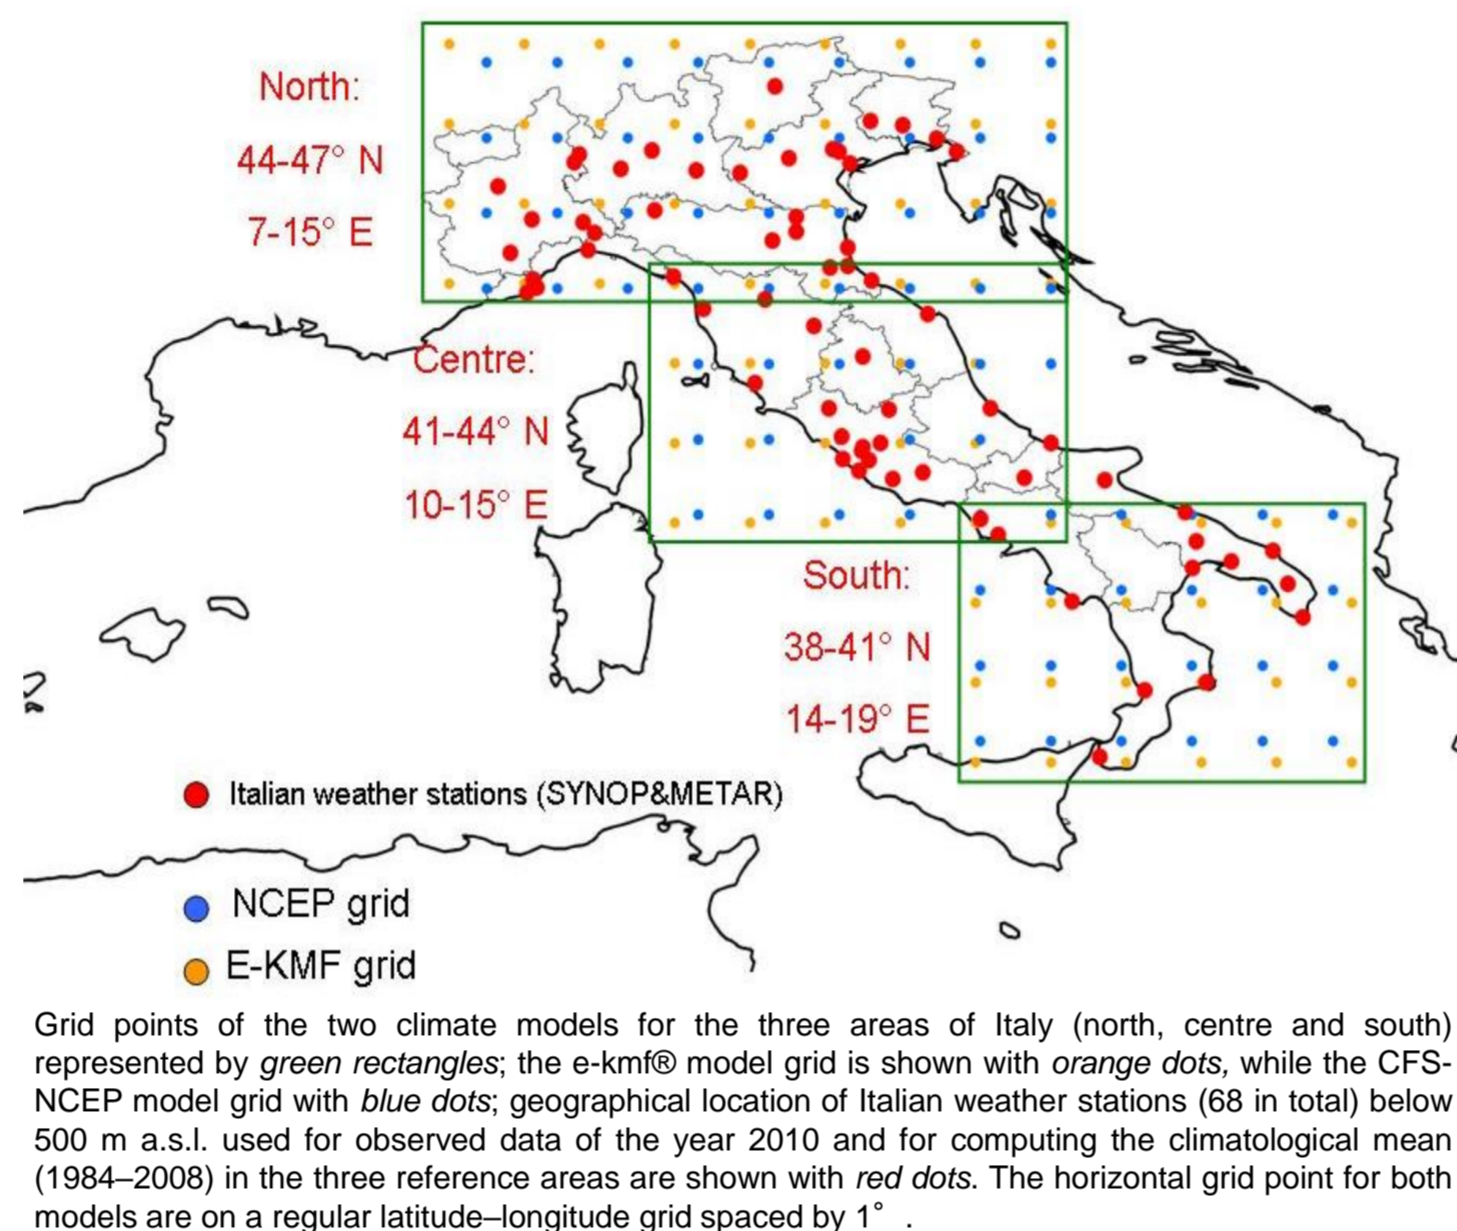 North:
44-47° N
7-15° E
Centre:
41-44° N
10-15° E
South:
38-41° N
14-19° E
Italian weather stations (SYNOP&METAR)
NCEP grid
E-KMF grid
Grid points of the two climate models for the three areas of Italy (north, centre and south)
represented by green rectangles; the e-kmf® model grid is shown with orange dots, while the CFS-
NCEP model grid with blue dots; geographical location of Italian weather stations (68 in total) below
500 m a.s.l. used for observed data of the year 2010 and for computing the climatological mean
(1984–2008) in the three reference areas are shown with red dots. The horizontal grid point for both
models are on a regular latitude–longitude grid spaced by 1° .